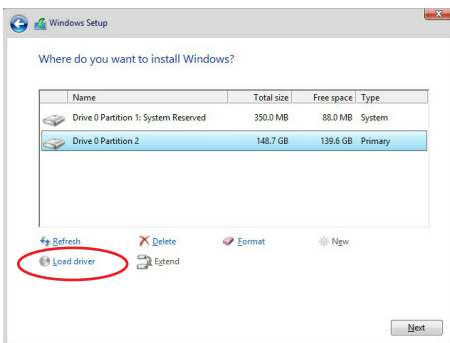 Windows Setup
Where do you want to install Windows?
Name Total size Free space Type
Drive 0 Partition 1: System Reserved 350.0 MB 88.0 MB System
Drive 0 Partition 2 148.7 GB 139.6 GB Primary
Refresh Delete Format New
Load driver Extend
Next